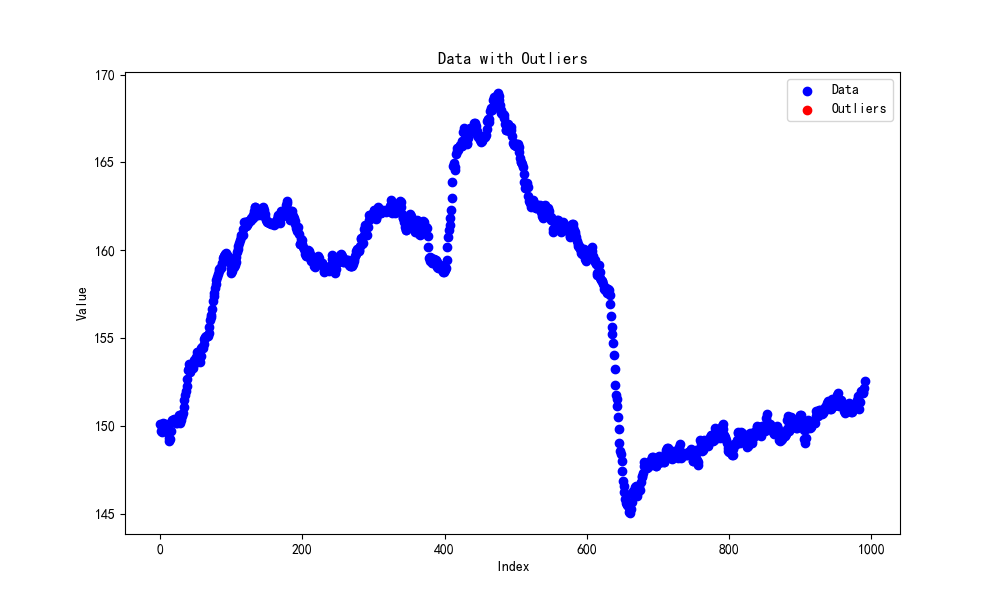 Data with Outliers
Data
Outliers
170
165
160
155
150
145
Value
0 200 400 600 800 1000
Index